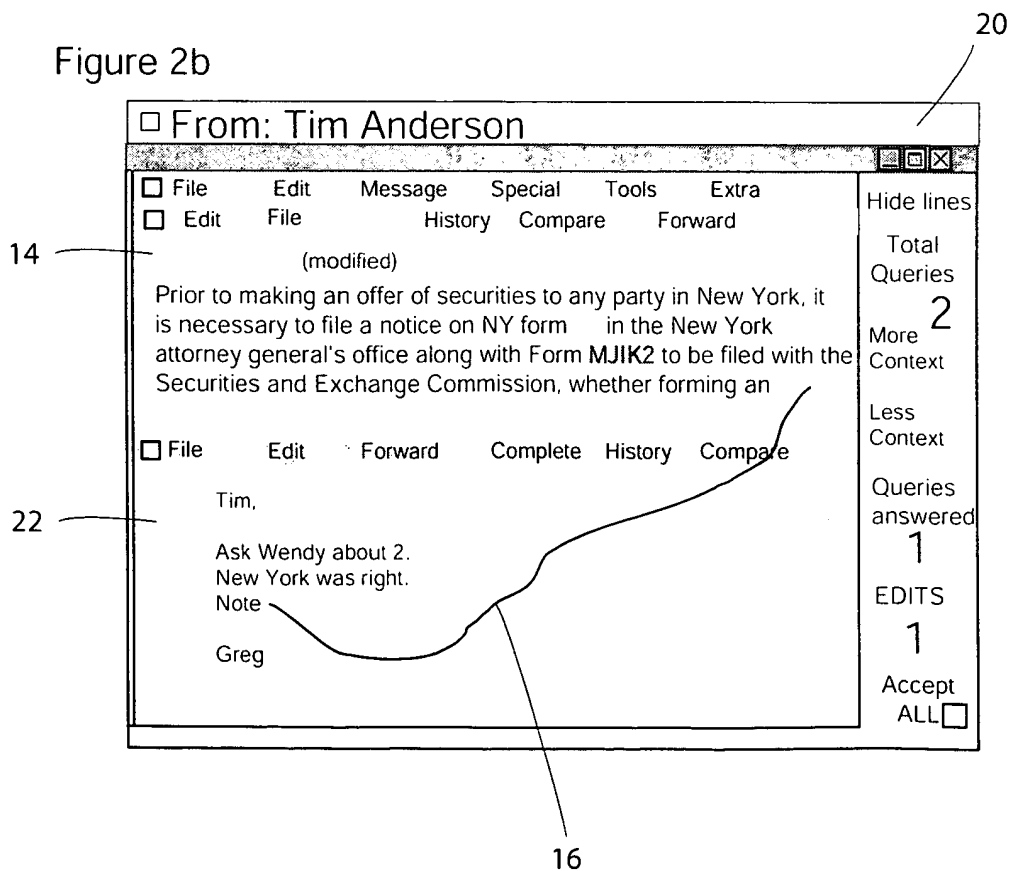 20
Figure 2b
From: Tim Anderson
File Edit Message Special Tools Extra
Edit File History Compare Forward
14
(modified)
Prior to making an offer of securities to any party in New York, it
is necessary to file a notice on NY form in the New York
attorney general's office along with Form MJIK2 to be filed with the
Securities and Exchange Commission, whether forming an
File Edit Forward Complete History Compare
22
Tim,
Ask Wendy about 2.
New York was right.
Note
Greg
Hide lines
Total
Queries
2
More
Context
Less
Context
Queries
answered
1
EDITS
1
Accept
ALL
16